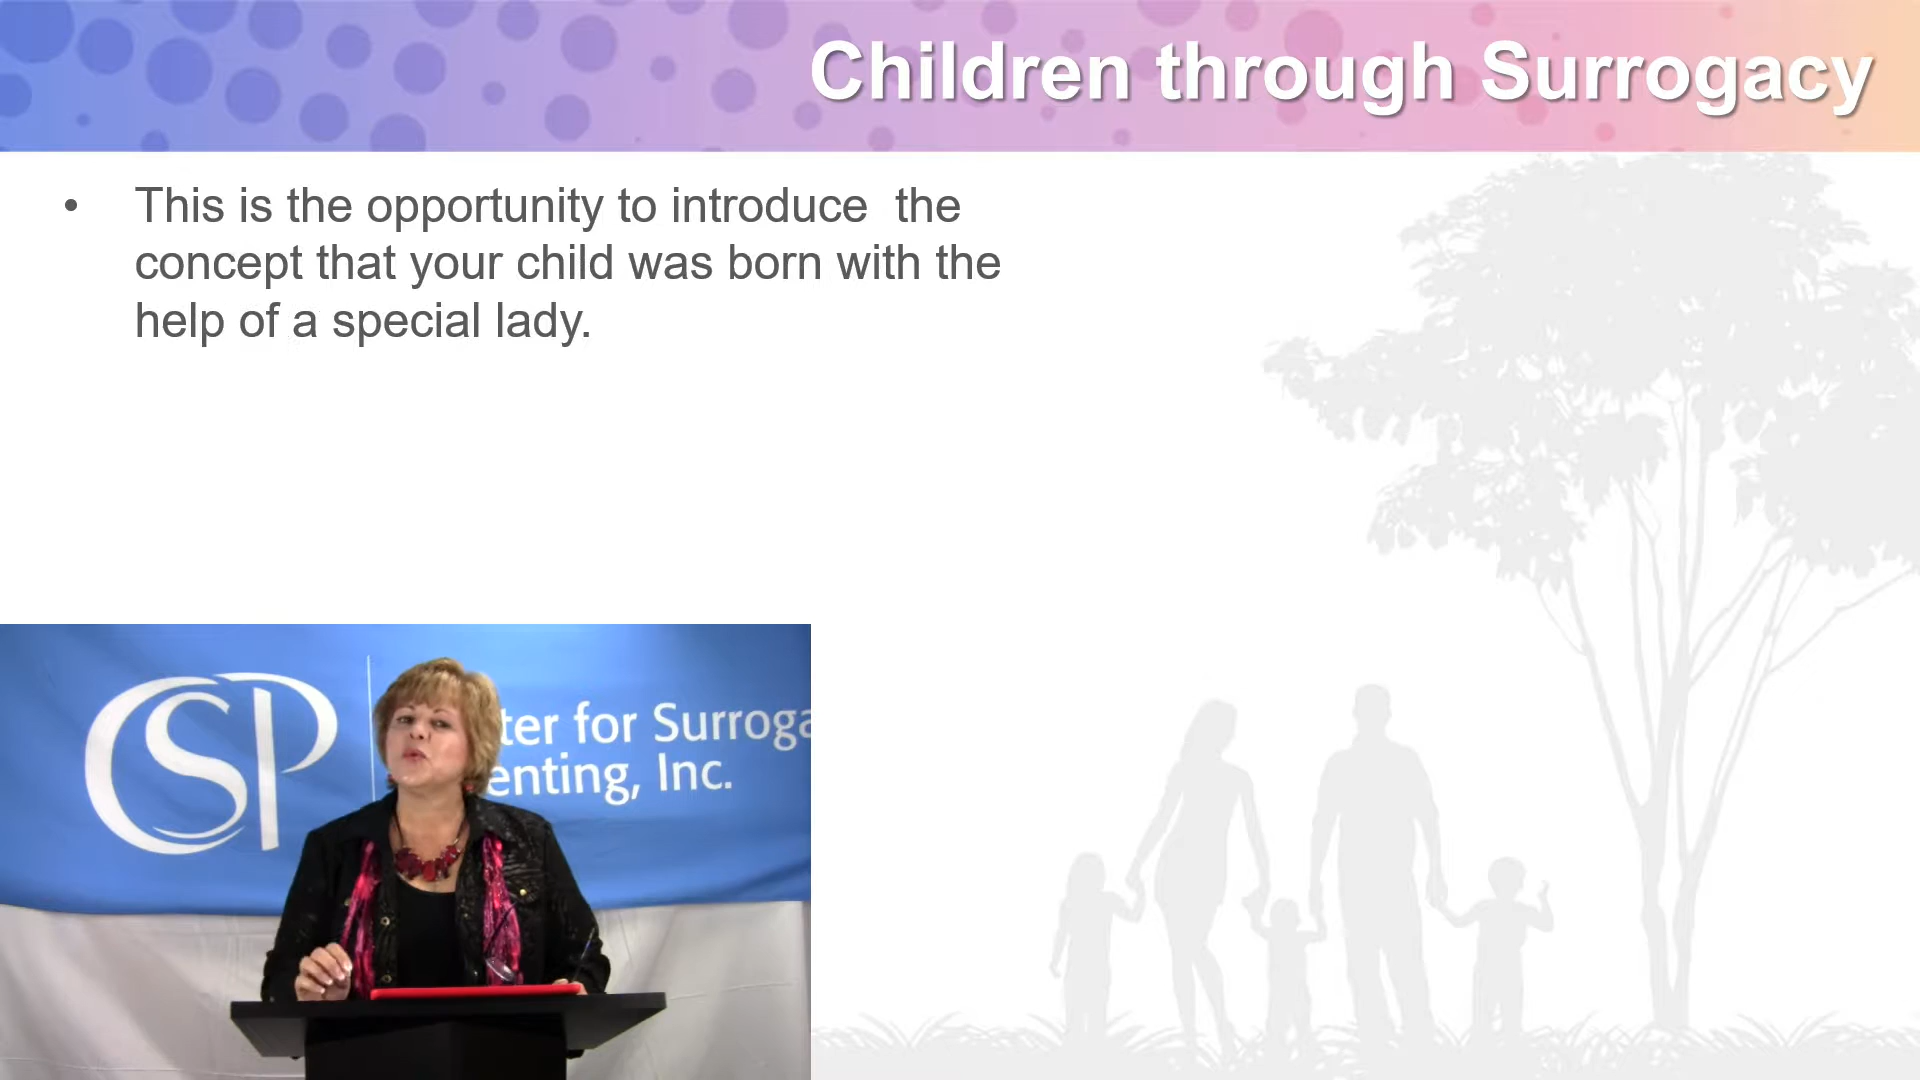 Children through Surrogacy
• This is the opportunity to introduce  the
concept that your child was born with the
help of a special lady.
CSP
ter for Surroga
enting, Inc.